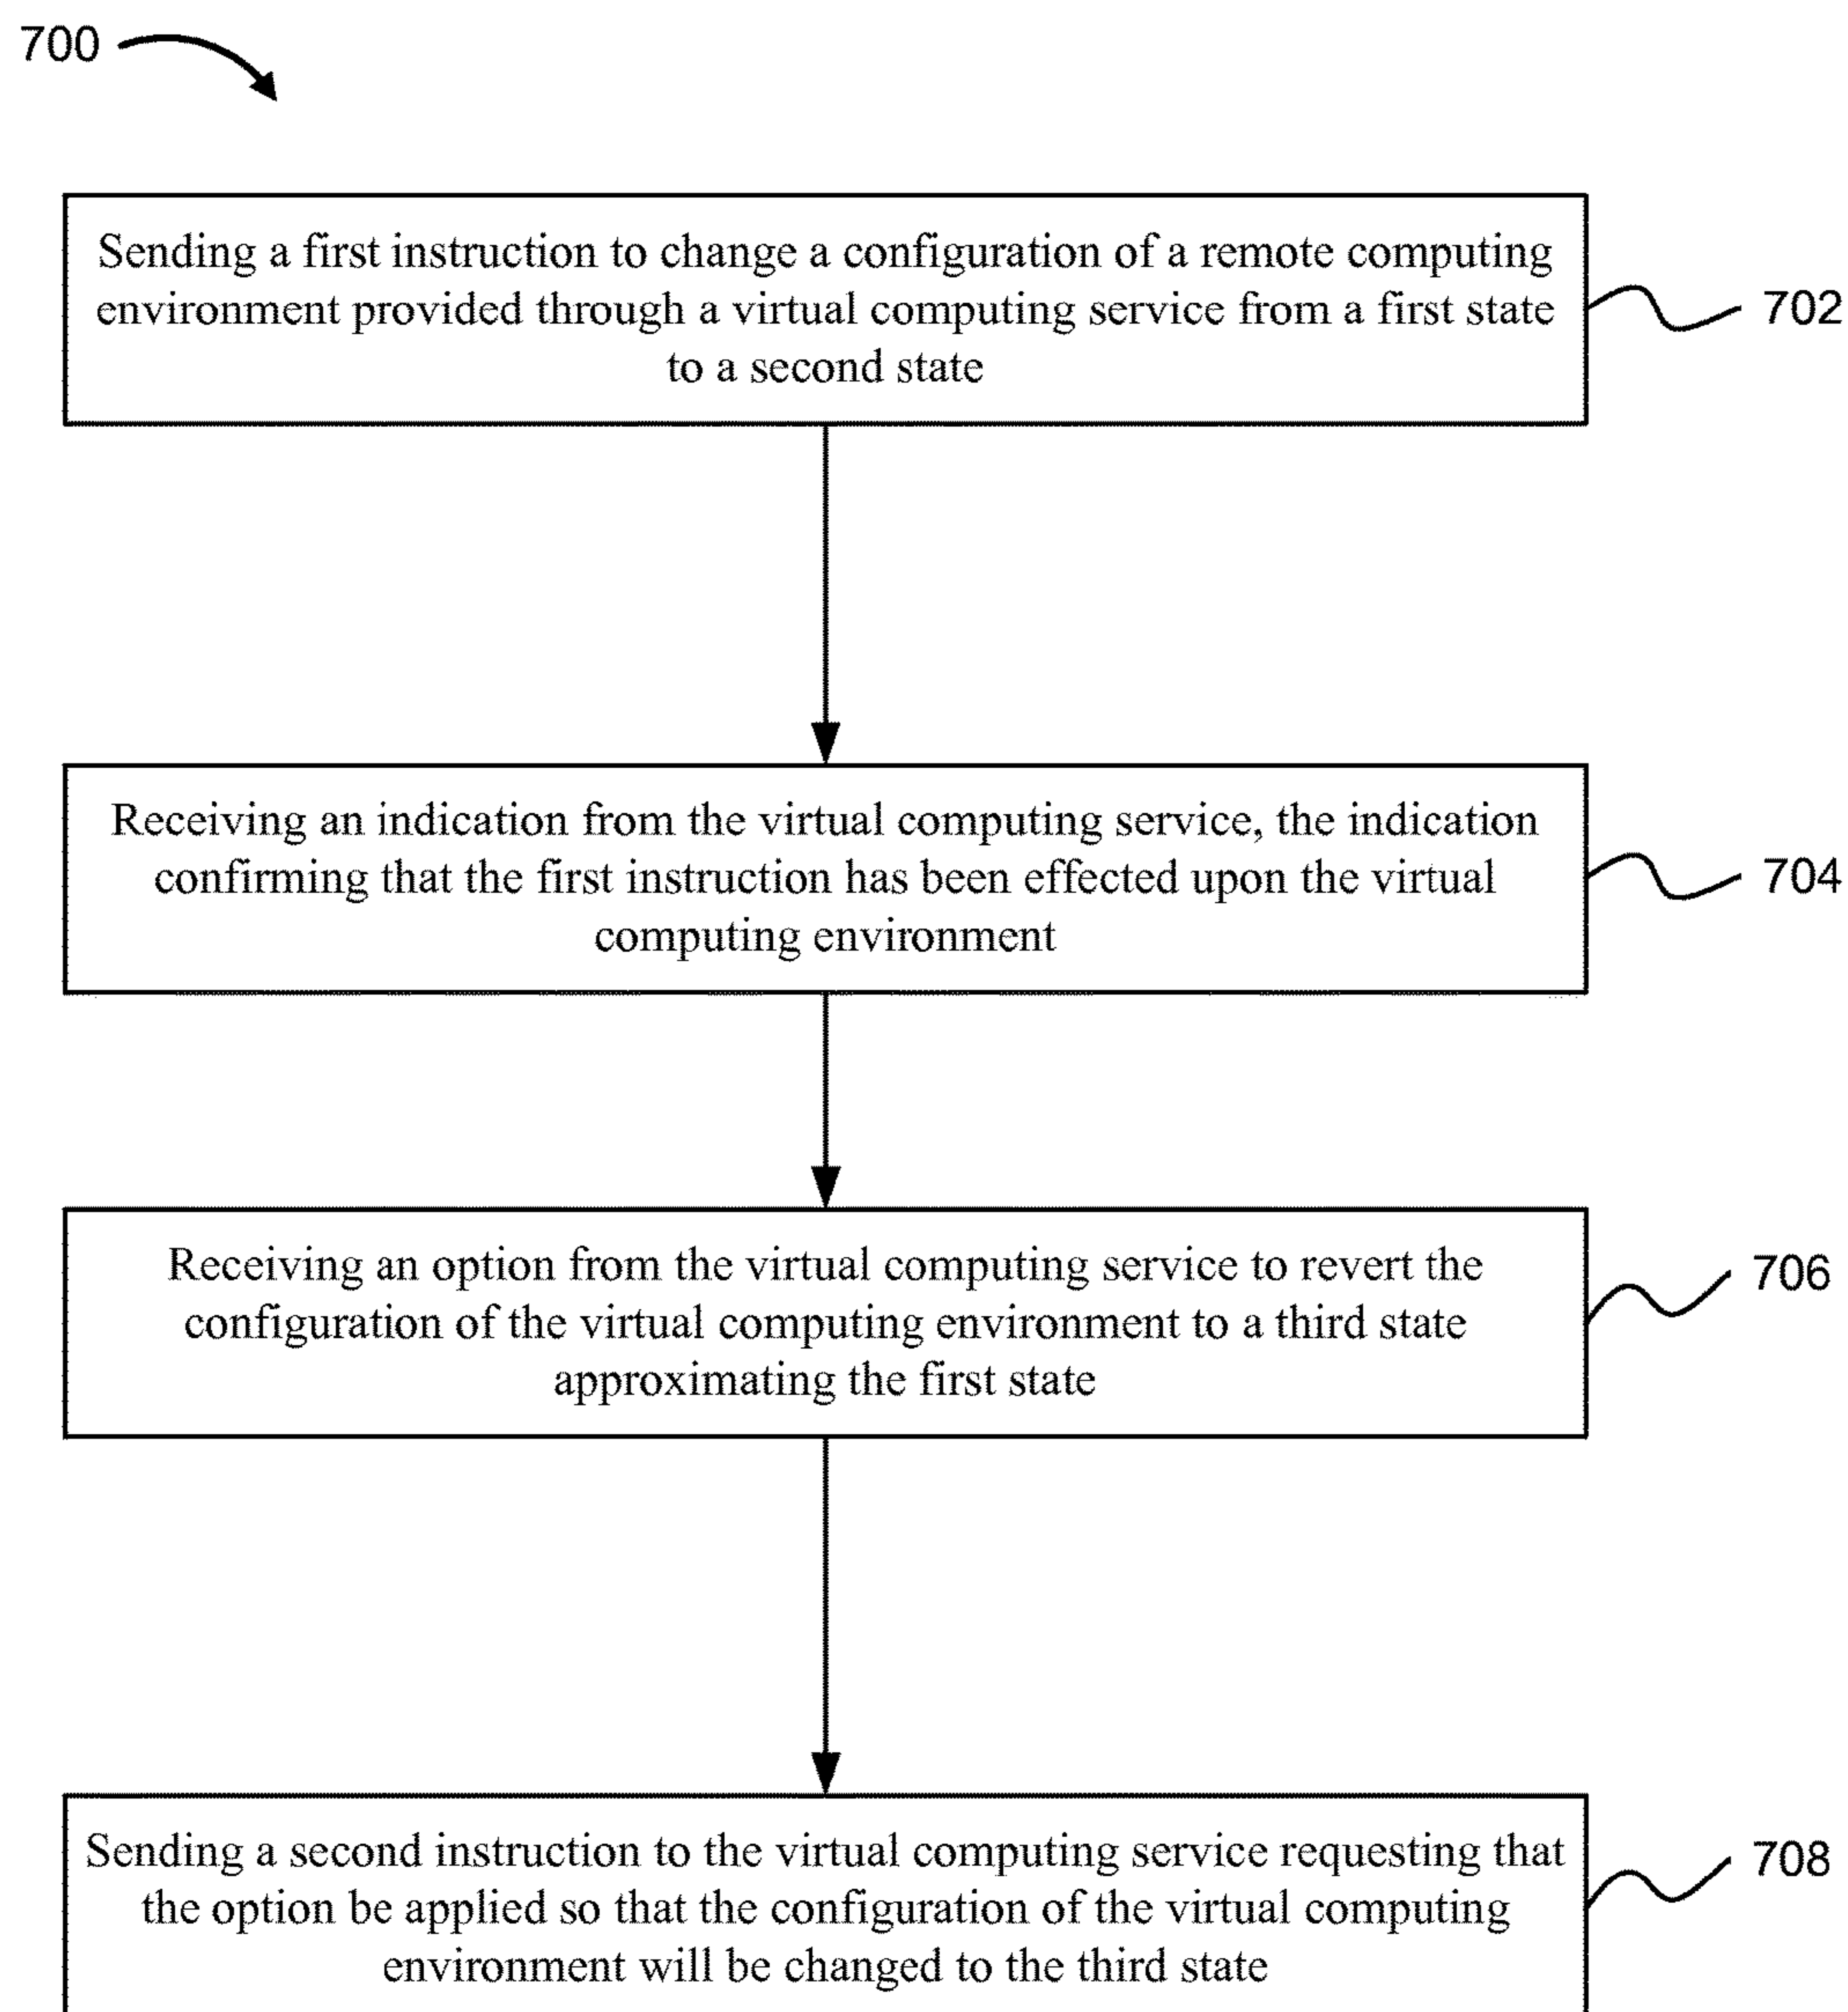 700
Sending a first instruction to change a configuration of a remote computing
environment provided through a virtual computing service from a first state
to a second state
702
Receiving an indication from the virtual computing service, the indication
confirming that the first instruction has been effected upon the virtual
computing environment
704
Receiving an option from the virtual computing service to revert the
configuration of the virtual computing environment to a third state
approximating the first state
706
Sending a second instruction to the virtual computing service requesting that
the option be applied so that the configuration of the virtual computing
environment will be changed to the third state
708